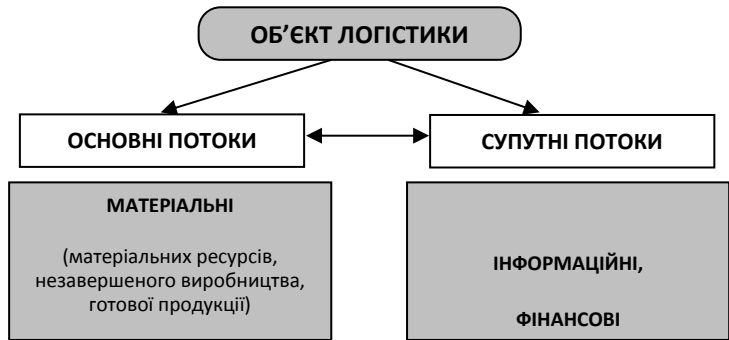 ОБ’ЄКТ ЛОГІСТИКИ
ОСНОВНІ ПОТОКИ
СУПУТНІ ПОТОКИ
МАТЕРІАЛЬНІ
(матеріальних ресурсів,
незавершеного виробництва,
готової продукції)
ІНФОРМАЦІЙНІ,
ФІНАНСОВІ